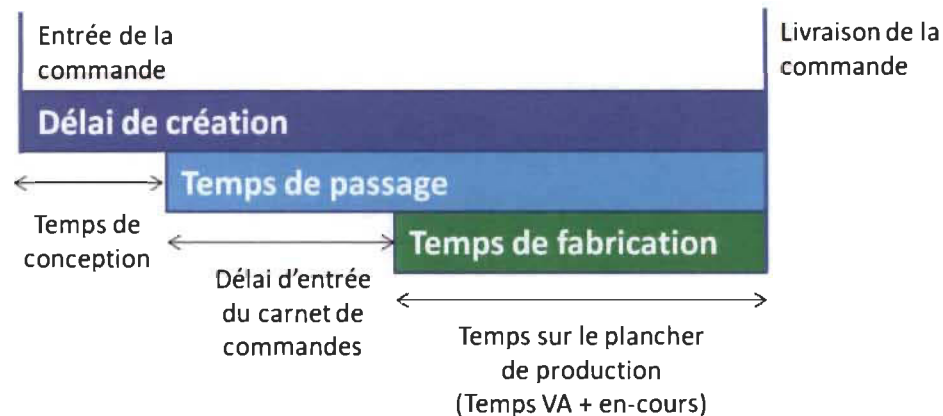 Entrée de la
commande
Livraison de la
commande
Délai de création
Temps de passage
Temps de
conception
Temps de fabrication
Délai d'entrée
du carnet de
commandes
Temps sur le plancher
de production
(Temps VA + en-cours)